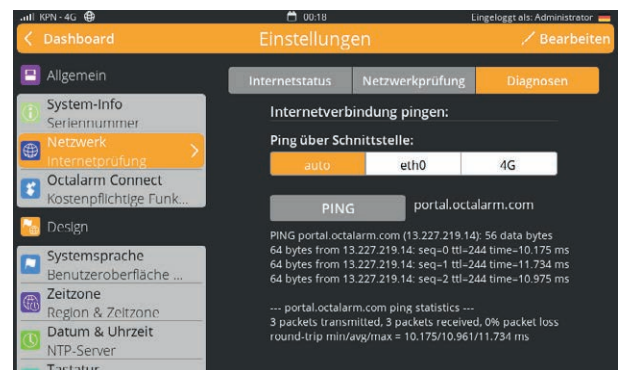 KPN - 4G 00:18 Eingeloggt als: Administrator
Dashboard Einstellungen Bearbeiten
Allgemein
System-Info
Seriennummer
Netzwerk
Internetprüfung
Octalarm Connect
Kostenpflichtige Funk...
Design
Systemsprache
Benutzeroberfläche ...
Zeitzone
Region & Zeitzone
Datum & Uhrzeit
NTP-Server
Tastatur
Internetstatus Netzwerkprüfung Diagnosen
Internetverbindung pingen:
Ping über Schnittstelle:
auto eth0 4G
PING portal.octalarm.com
PING portal.octalarm.com (13.227.219.14): 56 data bytes
64 bytes from 13.227.219.14: seq=0 ttl=244 time=10.175 ms
64 bytes from 13.227.219.14: seq=1 ttl=244 time=11.734 ms
64 bytes from 13.227.219.14: seq=2 ttl=244 time=10.975 ms
--- portal.octalarm.com ping statistics ---
3 packets transmitted, 3 packets received, 0% packet loss
round-trip min/avg/max = 10.175/10.961/11.734 ms